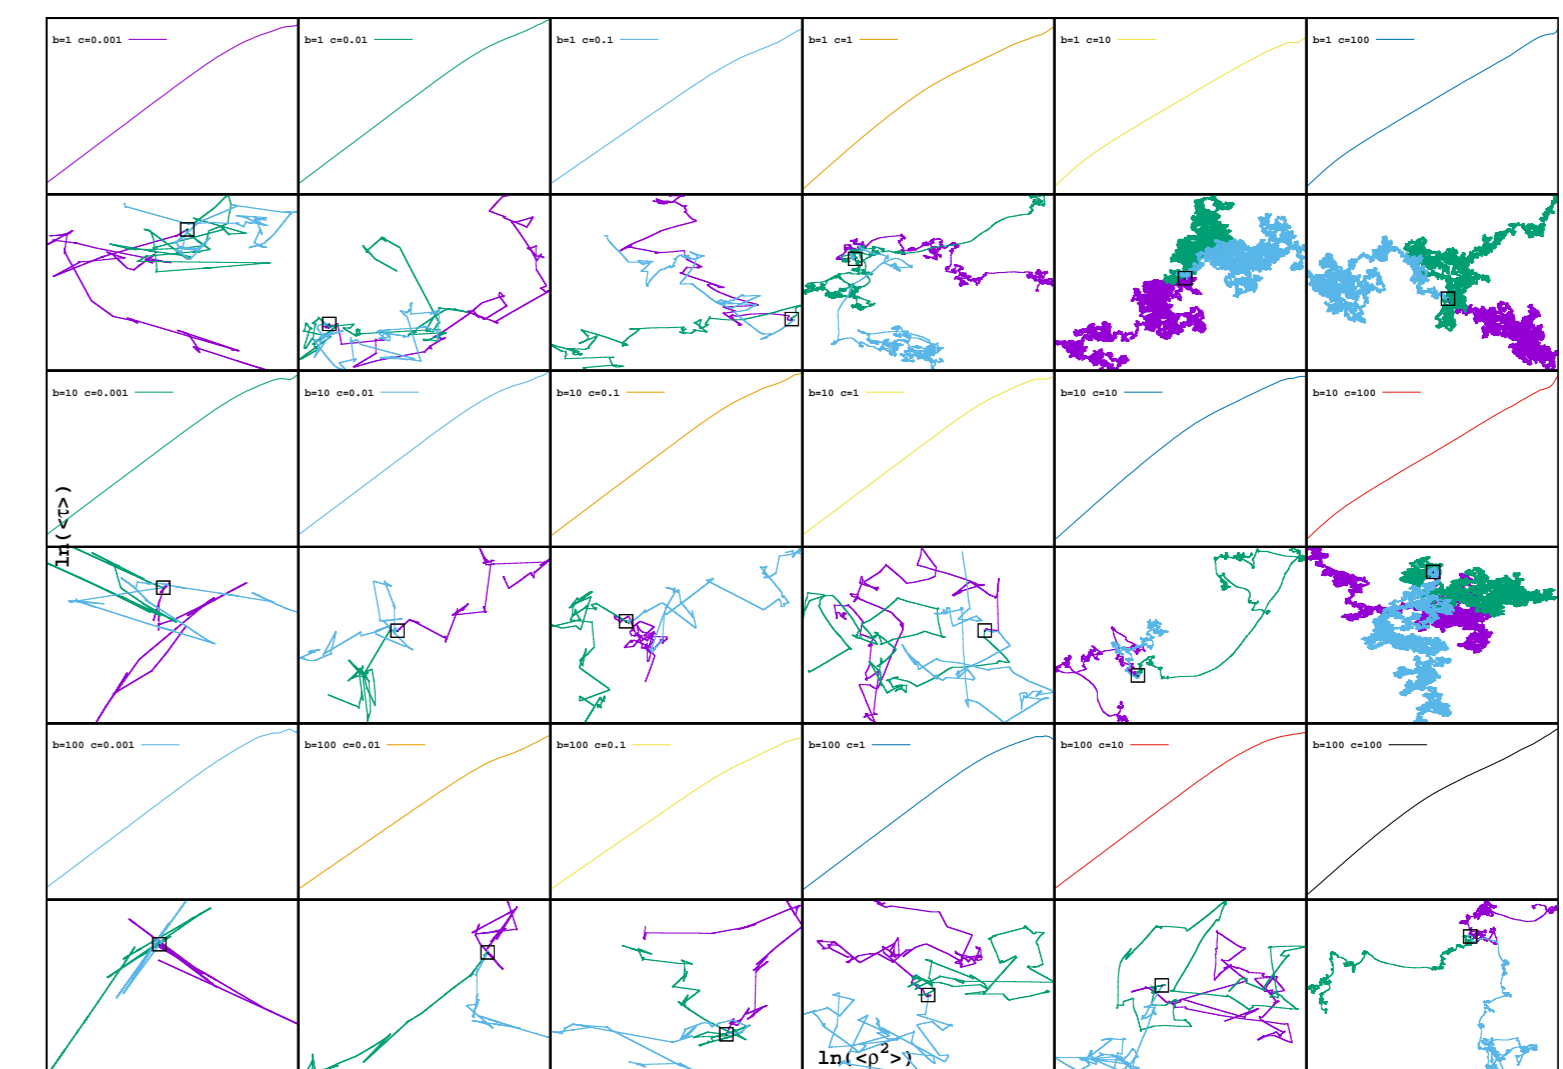 b=1 c=0.001
b=1 c=0.01
b=1 c=0.1
b=1 c=1
b=1 c=10
b=1 c=100
b=10 c=0.001
b=10 c=0.01
b=10 c=0.1
b=10 c=1
b=10 c=10
b=10 c=100
ln(<τ>)
b=100 c=0.001
b=100 c=0.01
b=100 c=0.1
b=100 c=1
b=100 c=10
b=100 c=100
ln(<ρ²>)